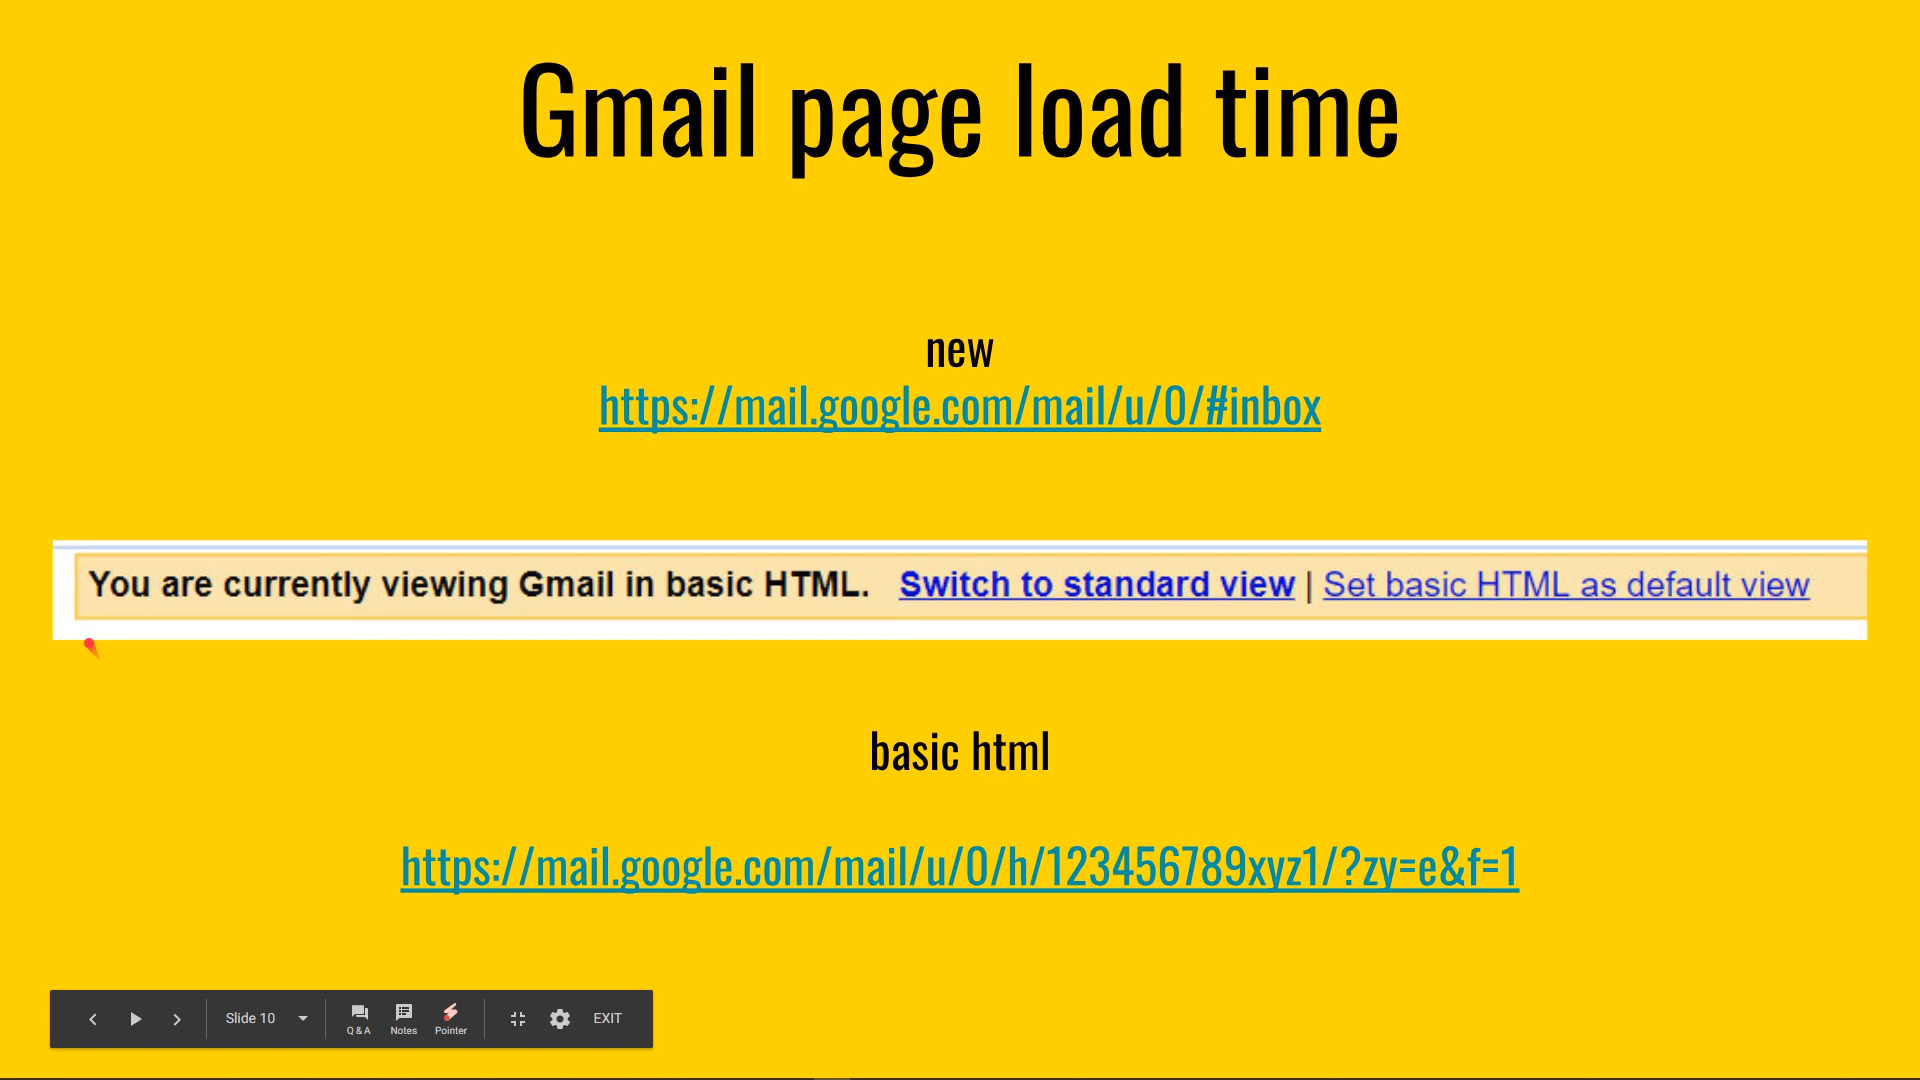 Gmail page load time
new
https://mail.google.com/mail/u/0/#inbox
You are currently viewing Gmail in basic HTML. Switch to standard view | Set basic HTML as default view
basic html
https://mail.google.com/mail/u/0/h/123456789xyz1/?zy=e&f=1
Slide 10 Q & A Notes Pointer EXIT